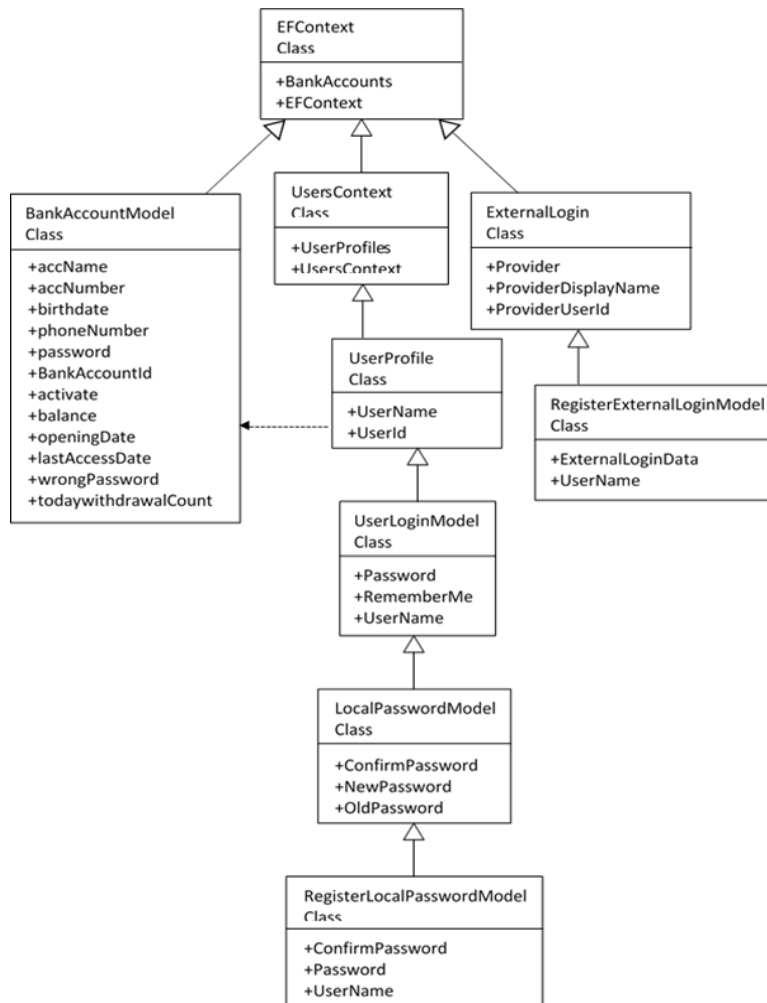 EFContext
Class
+BankAccounts
+EFContext
BankAccountModel
Class
+accName
+accNumber
+birthdate
+phoneNumber
+password
+BankAccountId
+activate
+balance
+openingDate
+lastAccessDate
+wrongPassword
+todaywithdrawalCount
UsersContext
Class
+UserProfiles
+UsersContext
ExternalLogin
Class
+Provider
+ProviderDisplayName
+ProviderUserId
UserProfile
Class
+UserName
+UserId
RegisterExternalLoginModel
Class
+ExternalLoginData
+UserName
UserLoginModel
Class
+Password
+RememberMe
+UserName
LocalPasswordModel
Class
+ConfirmPassword
+NewPassword
+OldPassword
RegisterLocalPasswordModel
Class
+ConfirmPassword
+Password
+UserName